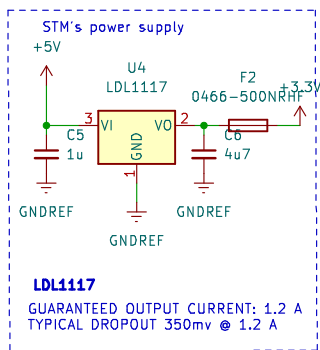 STM's power supply
+5V
U4
LDL1117
F2
0466-500NRHF
+3.3V
3
VI
VO
2
GND
1
C5
1u
C6
4u7
GNDREF
GNDREF
GNDREF
LDL1117
GUARANTEED OUTPUT CURRENT: 1.2 A
TYPICAL DROPOUT 350mv @ 1.2 A